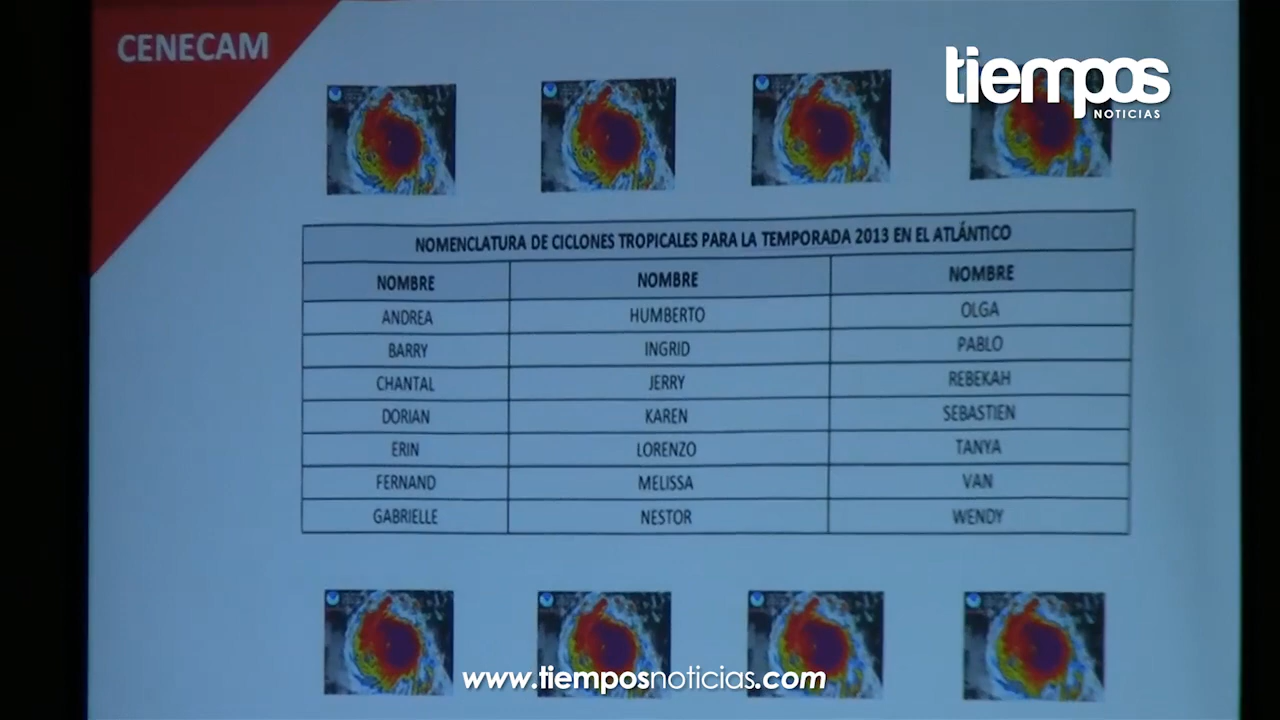 CENECAM
tiempos
NOTICIAS
NOMENCLATURA DE CICLONES TROPICALES PARA LA TEMPORADA 2013 EN EL ATLÁNTICO
NOMBRE NOMBRE NOMBRE
ANDREA HUMBERTO OLGA
BARRY INGRID PABLO
CHANTAL JERRY REBEKAH
DORIAN KAREN SEBASTIEN
ERIN LORENZO TANYA
FERNAND MELISSA VAN
GABRIELLE NESTOR WENDY
www.tiemposnoticias.com